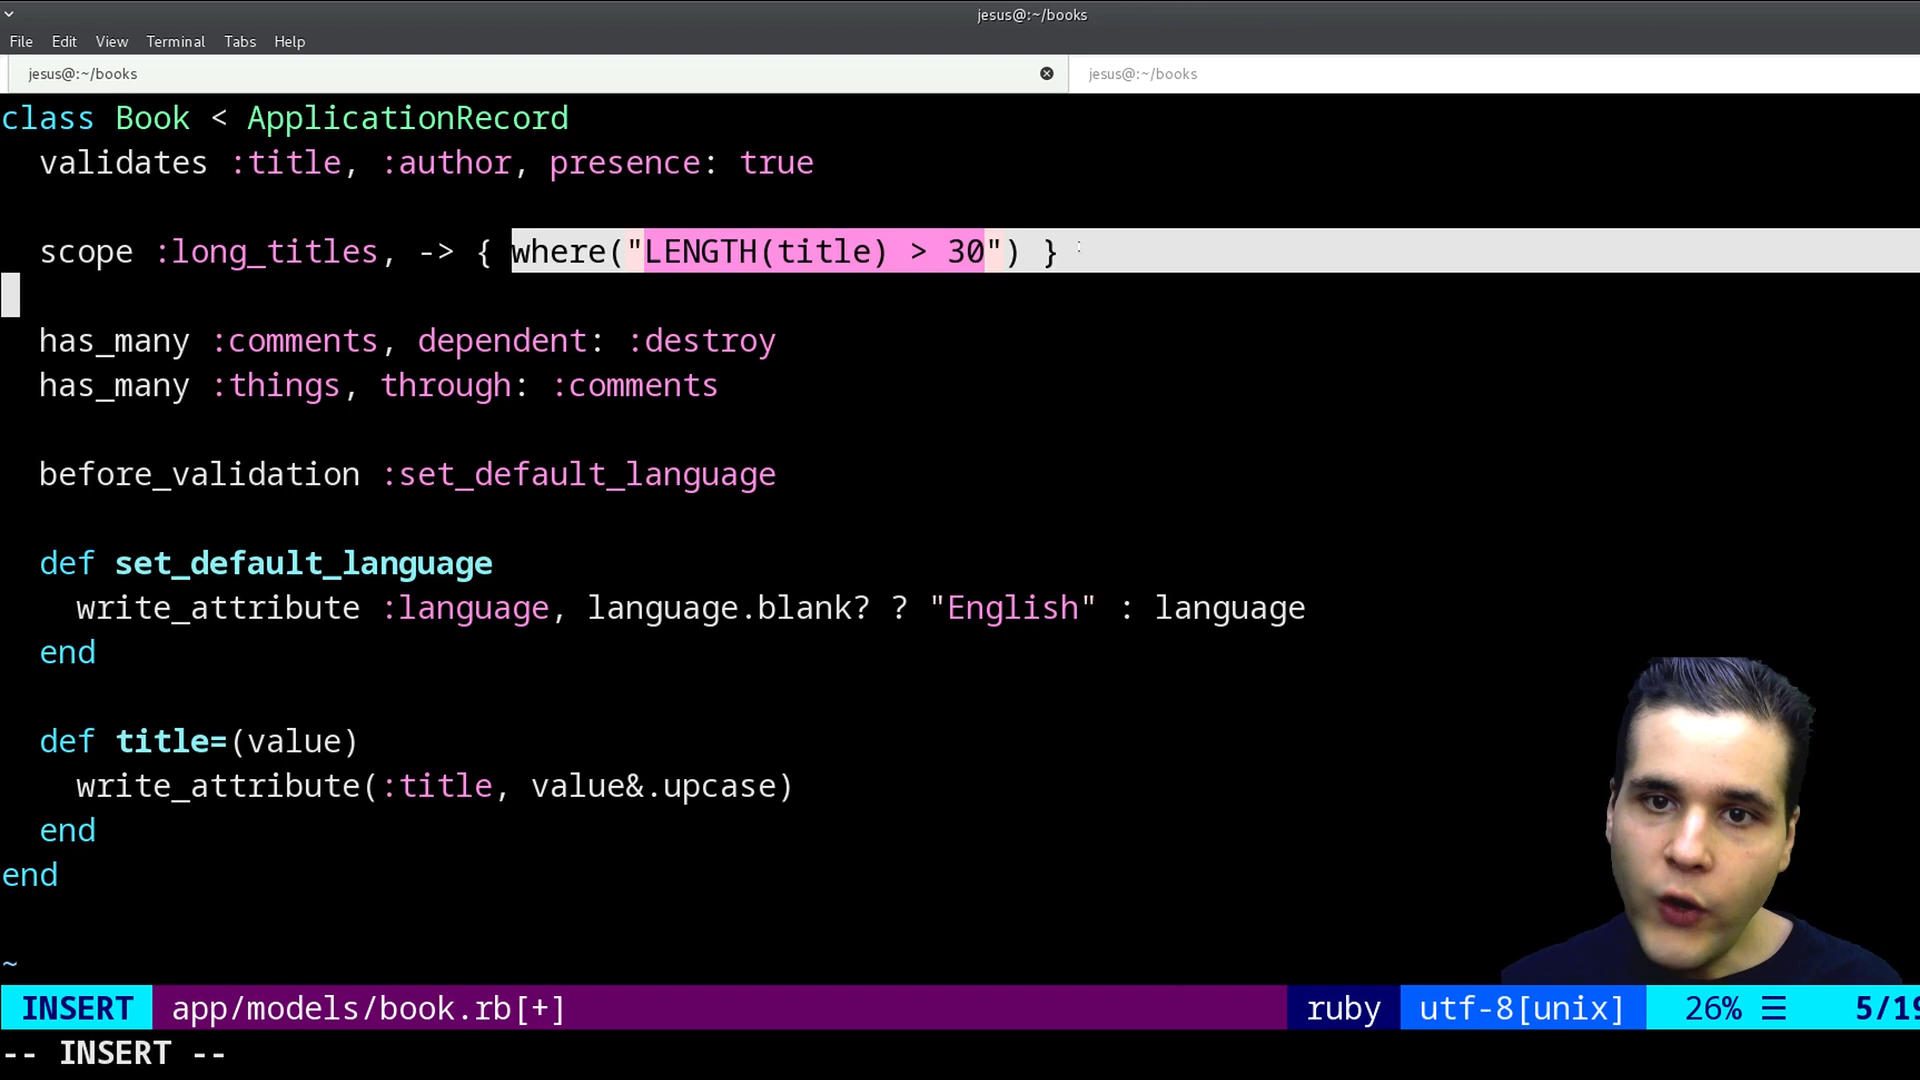 jesus@:~/books
File Edit View Terminal Tabs Help
jesus@:~/books jesus@:~/books
class Book < ApplicationRecord
  validates :title, :author, presence: true
  scope :long_titles, -> { where("LENGTH(title) > 30") }
  has_many :comments, dependent: :destroy
  has_many :things, through: :comments
  before_validation :set_default_language
  def set_default_language
    write_attribute :language, language.blank? ? "English" : language
  end
  def title=(value)
    write_attribute(:title, value&.upcase)
  end
end
~
INSERT app/models/book.rb[+] ruby utf-8[unix] 26% ☰ 5/19
-- INSERT --